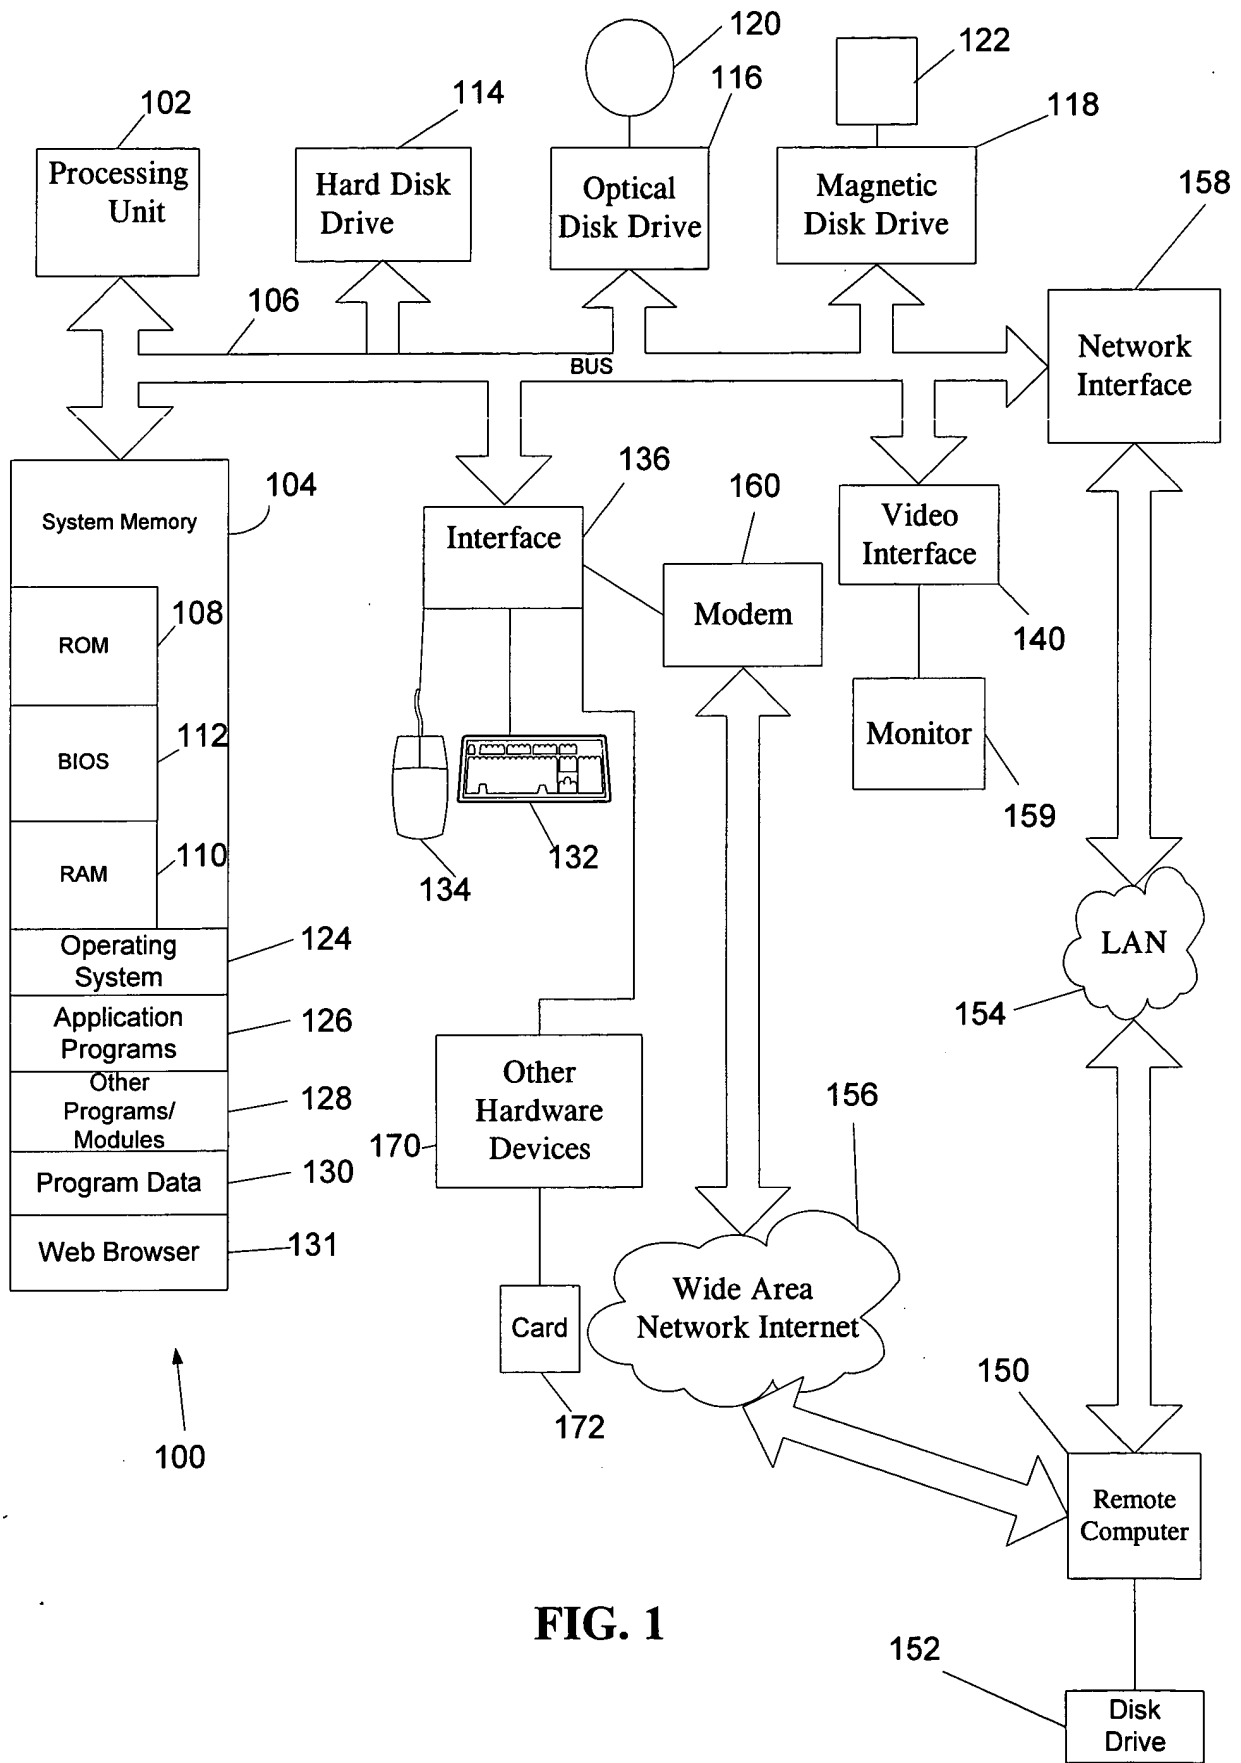 120
122
116
102
114
118
Processing
Unit
Hard Disk
Drive
Optical
Disk Drive
Magnetic
Disk Drive
158
106
BUS
Network
Interface
136
104
160
System Memory
Interface
Video
Interface
108
Modem
140
ROM
112
Monitor
BIOS
159
110
132
RAM
134
124
LAN
Operating
System
154
126
Application
Programs
Other
Programs/
Modules
128
Other
Hardware
Devices
156
170
130
Program Data
131
Web Browser
Wide Area
Network Internet
Card
150
172
100
Remote
Computer
FIG. 1
152
Disk
Drive